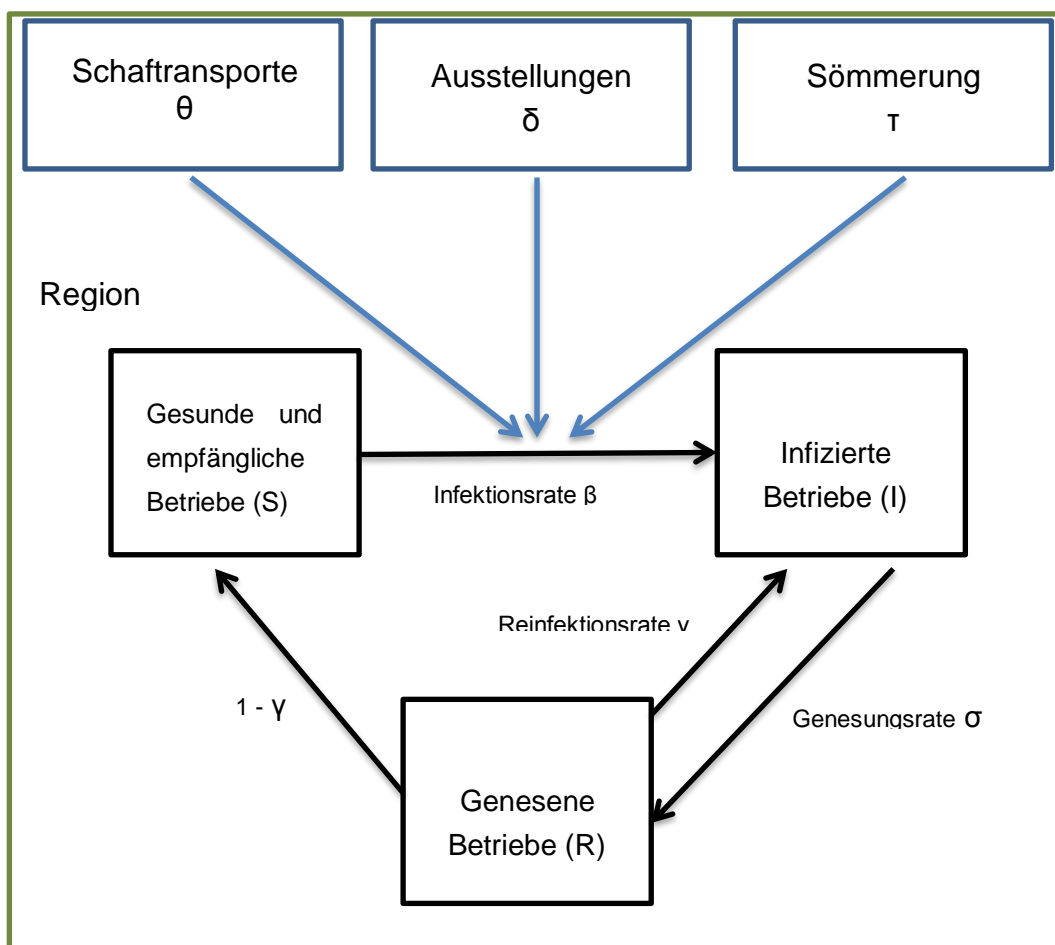 Schaftransporte
θ
Ausstellungen
δ
Sömmerung
τ
Region
Gesunde und
empfängliche
Betriebe (S)
Infektionsrate β
Infizierte
Betriebe (I)
Reinfektionsrate γ
1 - γ
Genesungsrate σ
Genesene
Betriebe (R)